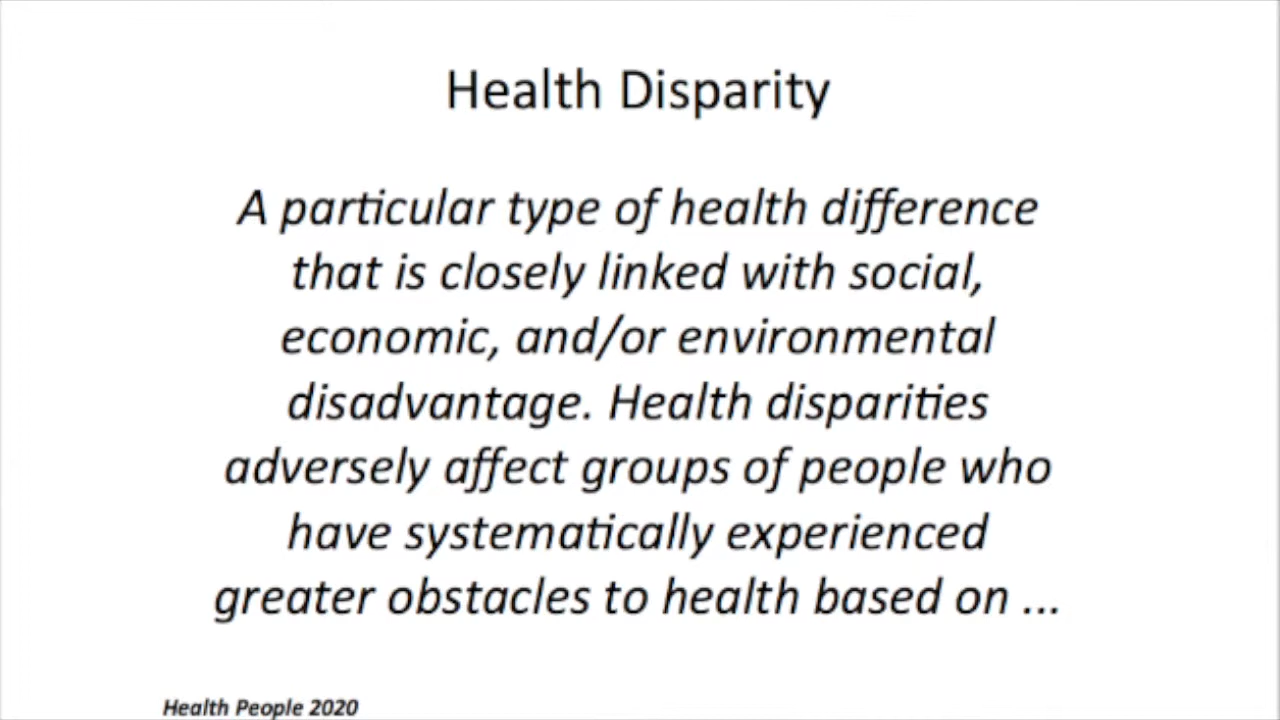 Health Disparity
A particular type of health difference
that is closely linked with social,
economic, and/or environmental
disadvantage. Health disparities
adversely affect groups of people who
have systematically experienced
greater obstacles to health based on ...
Health People 2020